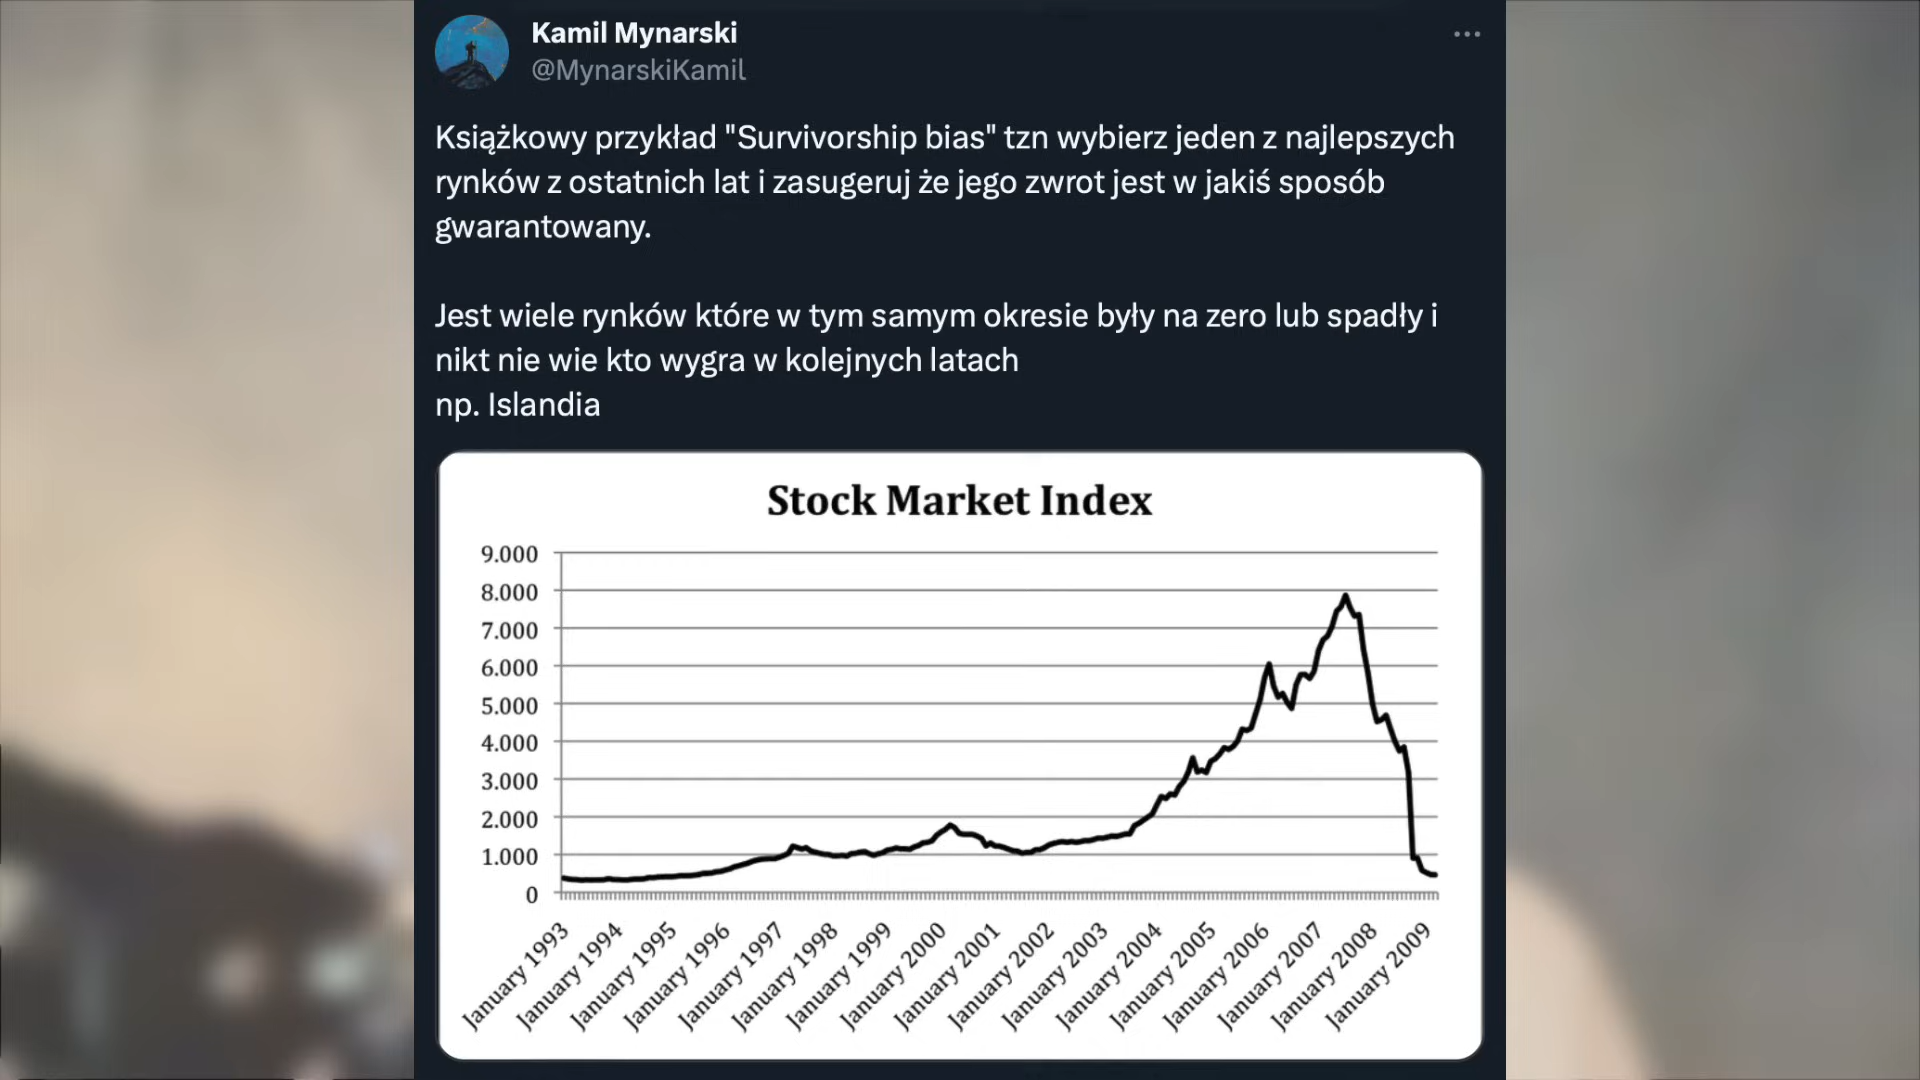 Kamil Mynarski
@MynarskiKamil
Książkowy przykład "Survivorship bias" tzn wybierz jeden z najlepszych
rynków z ostatnich lat i zasugeruj że jego zwrot jest w jakiś sposób
gwarantowany.
Jest wiele rynków które w tym samym okresie były na zero lub spadły i
nikt nie wie kto wygra w kolejnych latach
np. Islandia
Stock Market Index
9.000
8.000
7.000
6.000
5.000
4.000
3.000
2.000
1.000
0
January 1993
January 1994
January 1995
January 1996
January 1997
January 1998
January 1999
January 2000
January 2001
January 2002
January 2003
January 2004
January 2005
January 2006
January 2007
January 2008
January 2009